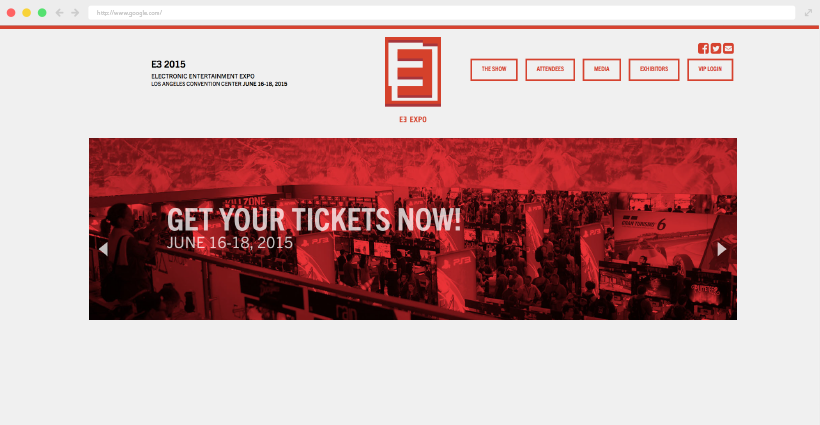 http://www.google.com/
E3 2015
ELECTRONIC ENTERTAINMENT EXPO
LOS ANGELES CONVENTION CENTER JUNE 16-18, 2015
E3 EXPO
THE SHOW
ATTENDEES
MEDIA
EXHIBITORS
VIP LOGIN
KILLZONE
GET YOUR TICKETS NOW!
JUNE 16-18, 2015
PS3
PS3
GRAN TURISMO 6